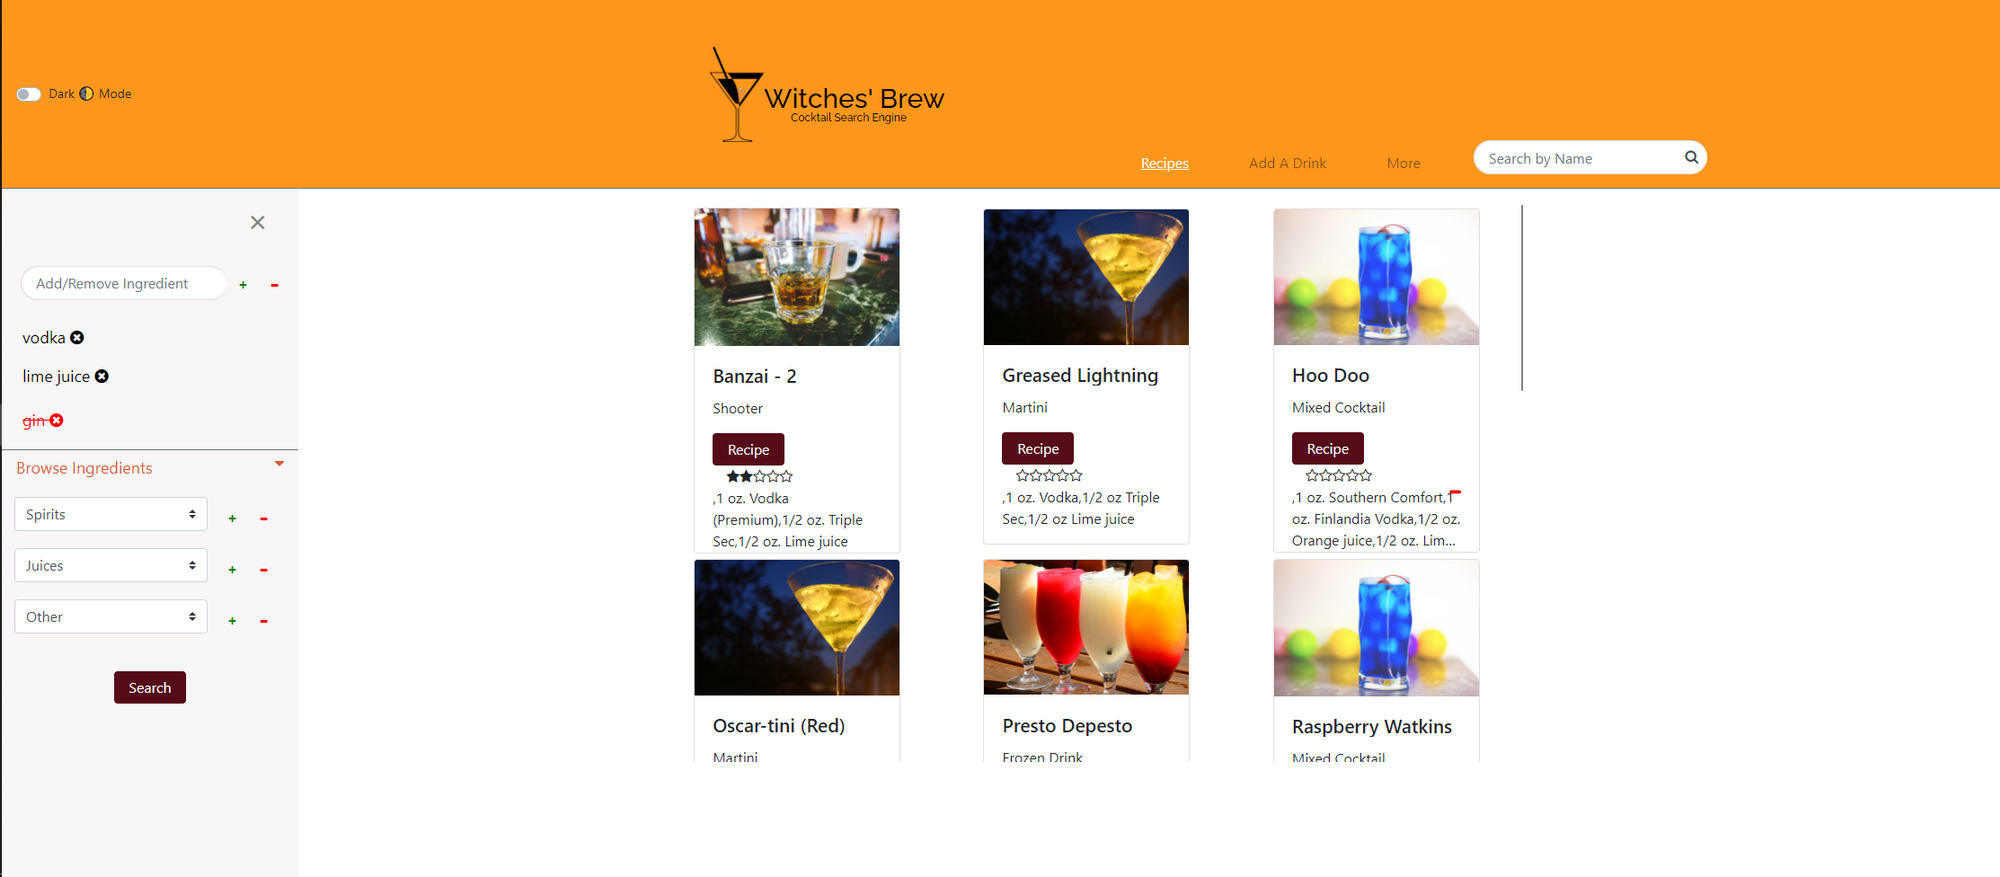 Dark Mode
Witches' Brew
Cocktail Search Engine
Recipes
Add A Drink
More
Search by Name
Add/Remove Ingredient
+ -
vodka
lime juice
gin
Browse Ingredients
Spirits
+ -
Juices
+ -
Other
+ -
Search
Banzai - 2
Shooter
Recipe
,1 oz. Vodka
(Premium),1/2 oz. Triple
Sec,1/2 oz. Lime juice
Greased Lightning
Martini
Recipe
,1 oz. Vodka,1/2 oz Triple
Sec,1/2 oz Lime juice
Hoo Doo
Mixed Cocktail
Recipe
,1 oz. Southern Comfort,1
oz. Finlandia Vodka,1/2 oz.
Orange juice,1/2 oz. Lim...
Oscar-tini (Red)
Martini
Presto Depesto
Frozen Drink
Raspberry Watkins
Mixed Cocktail